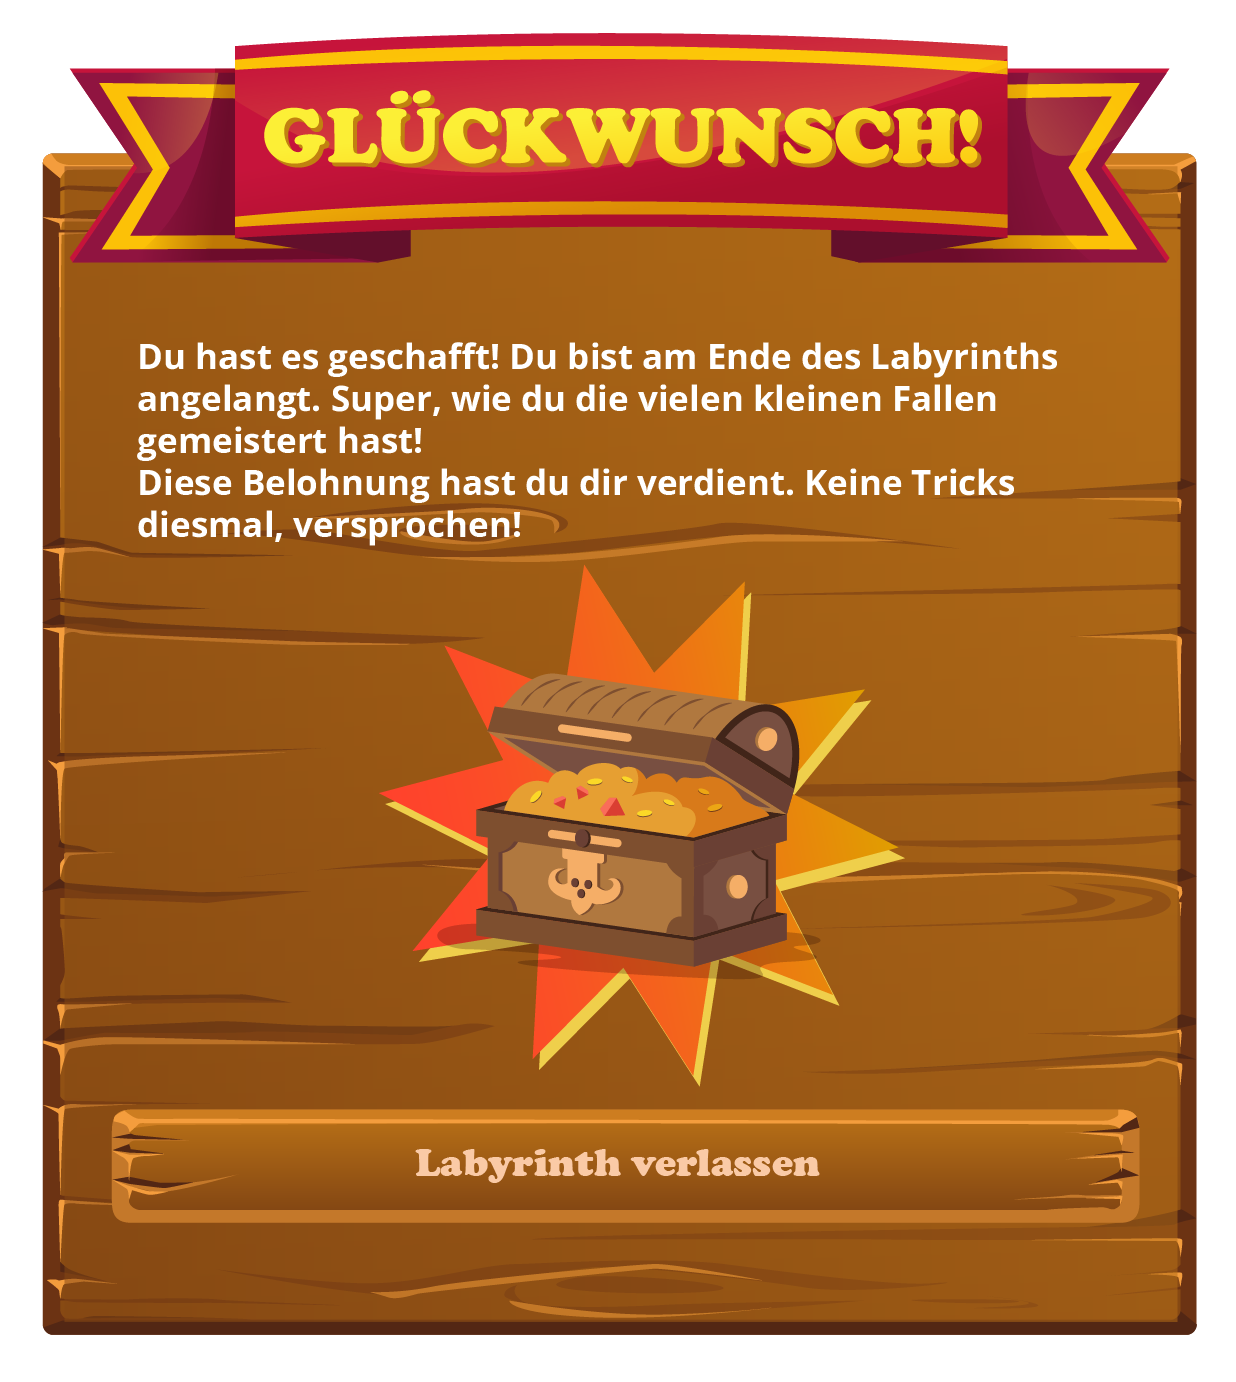 GLÜCKWUNSCH!
Du hast es geschafft! Du bist am Ende des Labyrinths
angelangt. Super, wie du die vielen kleinen Fallen
gemeistert hast!
Diese Belohnung hast du dir verdient. Keine Tricks
diesmal, versprochen!
Labyrinth verlassen